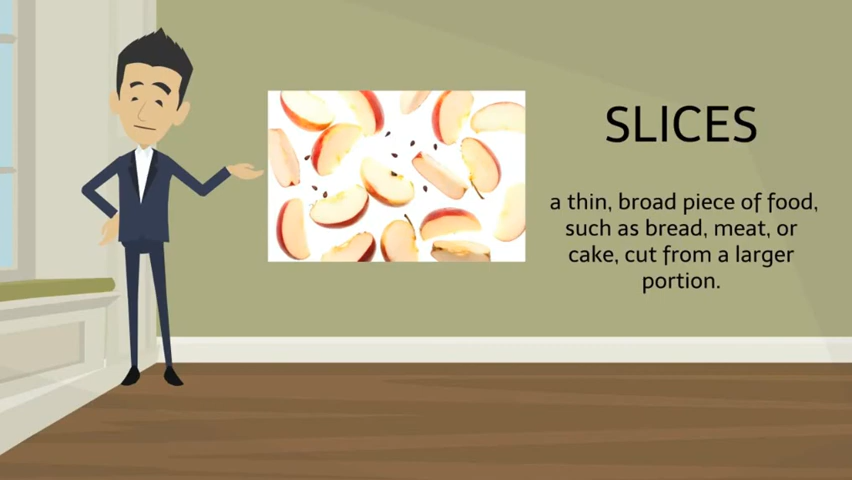 SLICES
a thin, broad piece of food,
such as bread, meat, or
cake, cut from a larger
portion.